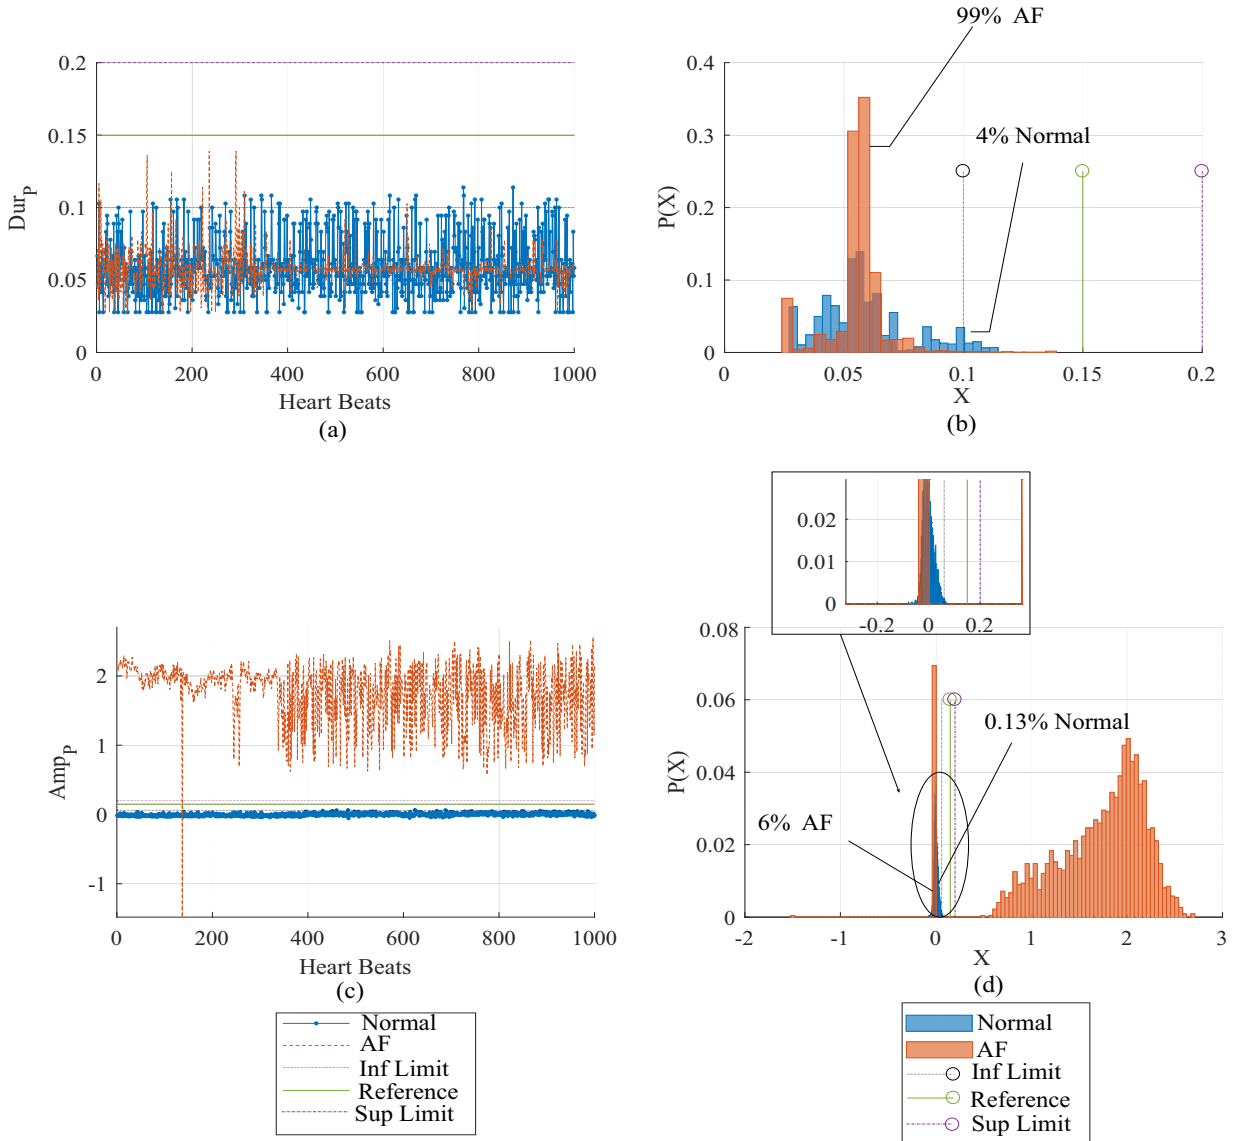 99% AF
0.2
0.15
0.1
0.05
0
Dur_P
0 200 400 600 800 1000
Heart Beats
(a)
0.4
0.3
0.2
0.1
0
P(X)
4% Normal
0 0.05 0.1 0.15 0.2
X
(b)
0.02
0.01
0
-0.2 0 0.2
2
1
0
-1
Amp_P
0 200 400 600 800 1000
Heart Beats
(c)
0.08
0.06
0.04
0.02
0
P(X)
0.13% Normal
6% AF
-2 -1 0 1 2 3
X
(d)
Normal
AF
Inf Limit
Reference
Sup Limit
Normal
AF
Inf Limit
Reference
Sup Limit